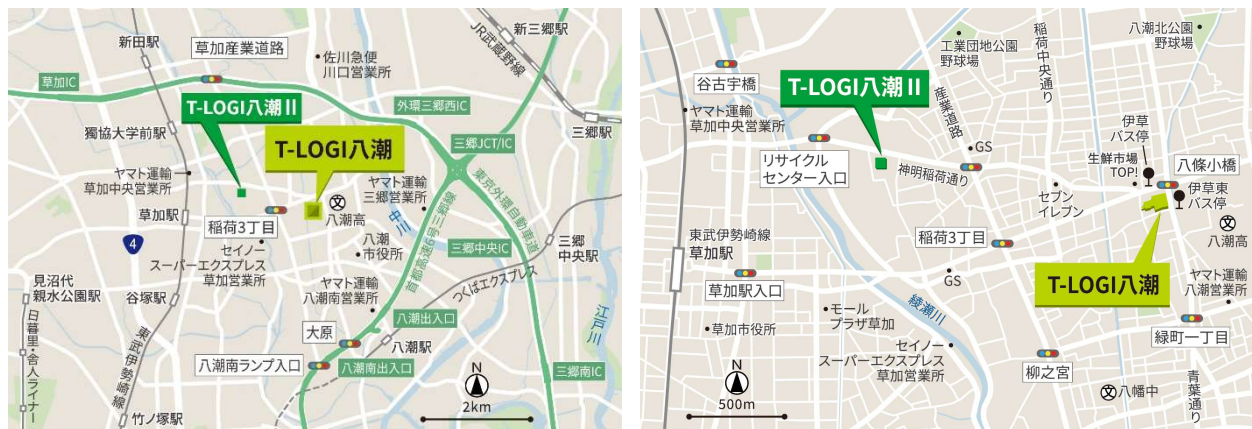 新田駅
草加産業道路
佐川急便
川口営業所
新三郷駅
JR武蔵野線
草加IC
T-LOGI八潮Ⅱ
外環三郷西IC
獨協大学前駅
T-LOGI八潮
三郷JCT/IC
三郷駅
ヤマト運輸
草加中央営業所
ヤマト運輸
三郷営業所
東京外環自動車道
八潮高
中川
首都高速6号三郷線
草加駅
稲荷3丁目
4
セイノー
スーパーエクスプレス
草加営業所
八潮
市役所
三郷中央IC
三郷
中央駅
見沼代
親水公園駅
谷塚駅
ヤマト運輸
八潮南営業所
つくばエクスプレス
八潮出入口
江戸川
日暮里・舎人ライナー
東武伊勢崎線
大原
八潮駅
八潮南ランプ入口
八潮南出入口
三郷南IC
竹ノ塚駅
N
2km
谷古宇橋
工業団地公園
野球場
稲荷中央通り
八潮北公園
野球場
T-LOGI八潮Ⅱ
産業道路
ヤマト運輸
草加中央営業所
伊草
バス停
GS
リサイクル
センター入口
神明稲荷通り
生鮮市場
TOP!
八條小橋
セブン
イレブン
伊草東
バス停
八潮高
東武伊勢崎線
草加駅
稲荷3丁目
草加駅入口
GS
T-LOGI八潮
ヤマト運輸
八潮営業所
綾瀬川
モール
プラザ草加
草加市役所
セイノー
スーパーエクスプレス
草加営業所
緑町一丁目
柳之宮
八幡中
青葉通り
N
500m